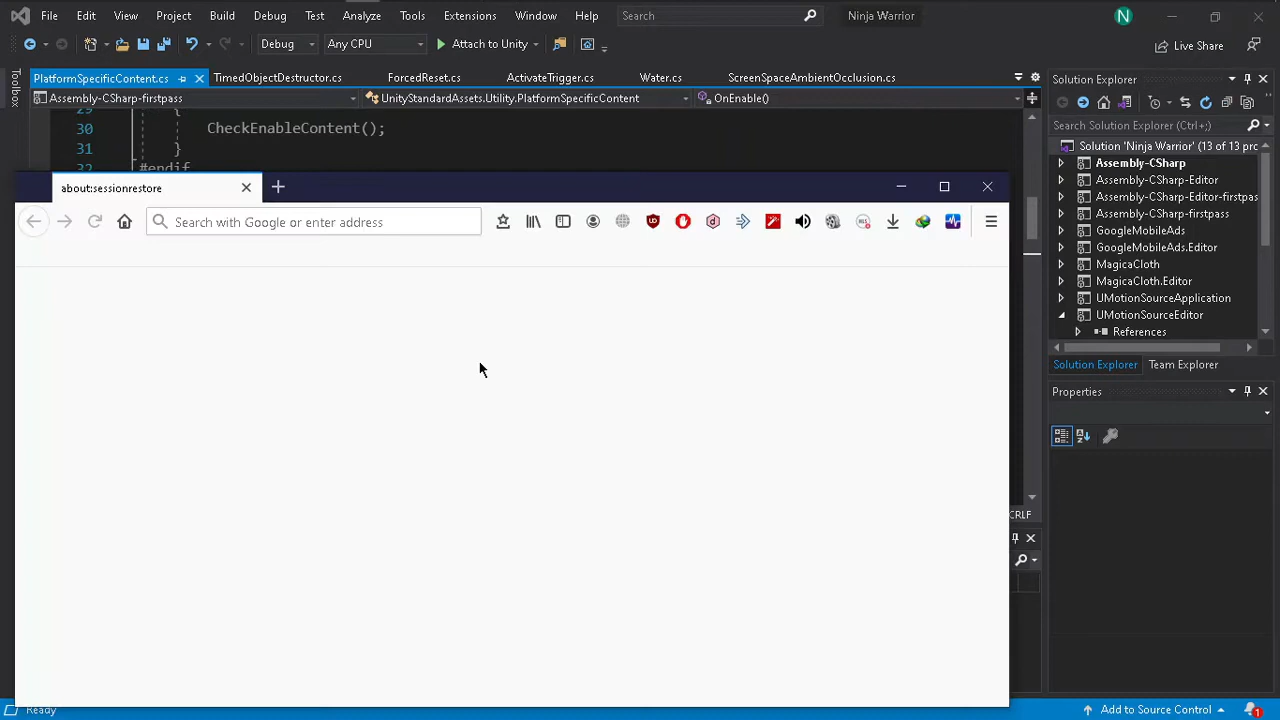 File Edit View Project Build Debug Test Analyze Tools Extensions Window Help Search Ninja Warrior N
Debug Any CPU Attach to Unity Live Share
Toolbox
PlatformSpecificContent.cs TimedObjectDestructor.cs ForcedReset.cs ActivateTrigger.cs Water.cs ScreenSpaceAmbientOcclusion.cs
Assembly-CSharp-firstpass UnityStandardAssets.Utility.PlatformSpecificContent OnEnable()
29 {
30 CheckEnableContent();
31 }
32 #endif
about:sessionrestore
Search with Google or enter address
CRLF
Solution Explorer
Search Solution Explorer (Ctrl+;)
Solution 'Ninja Warrior' (13 of 13 proc
Assembly-CSharp
Assembly-CSharp-Editor
Assembly-CSharp-Editor-firstpas
Assembly-CSharp-firstpass
GoogleMobileAds
GoogleMobileAds.Editor
MagicaCloth
MagicaCloth.Editor
UMotionSourceApplication
UMotionSourceEditor
References
Solution Explorer Team Explorer
Properties
Ready Add to Source Control 1